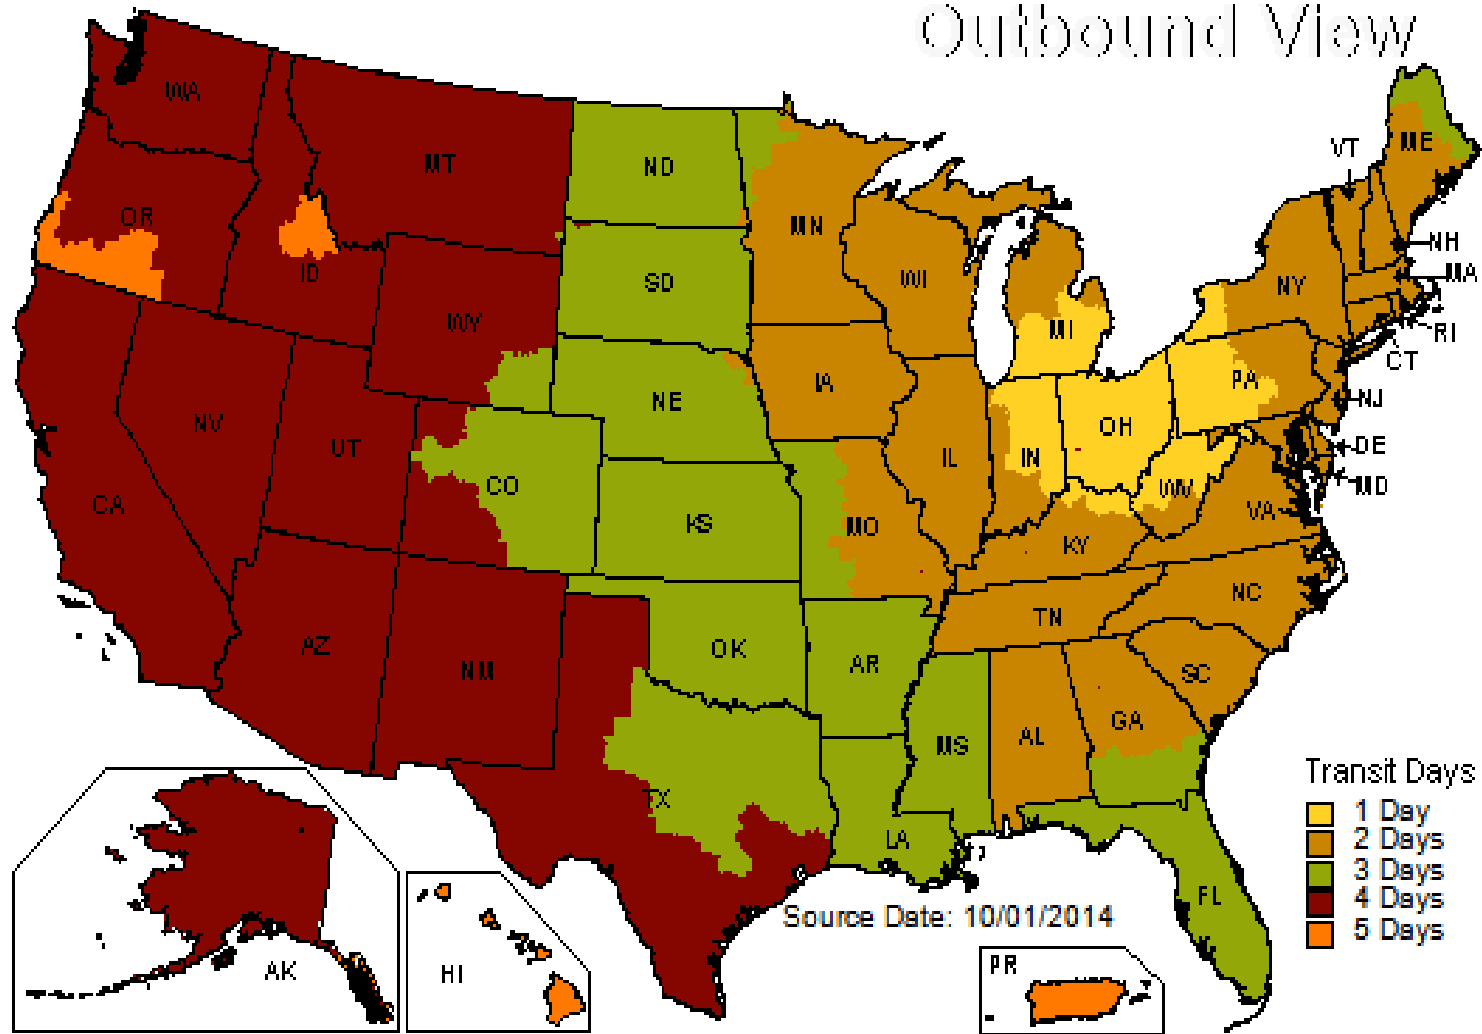 Outbound View
WA
MT
ND
VT
ME
OR
MN
NH
ID
SD
WI
NY
MA
WY
MI
RI
CT
NE
IA
PA
NJ
NV
UT
OH
DE
CO
IL
IN
MD
CA
KS
MO
WV
VA
KY
NC
TN
AZ
NM
OK
AR
SC
GA
AL
MS
TX
LA
FL
Transit Days
1 Day
2 Days
3 Days
4 Days
5 Days
Source Date: 10/01/2014
AK
HI
PR